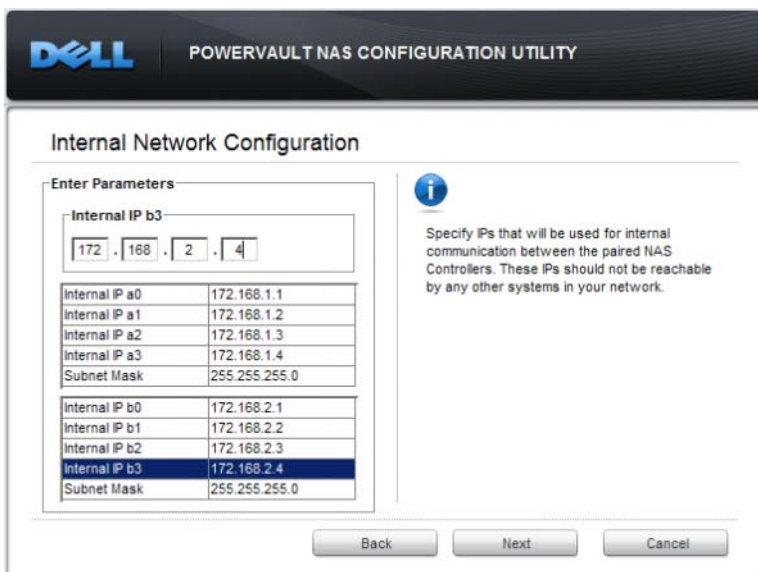 DELL
POWERVAULT NAS CONFIGURATION UTILITY
Internal Network Configuration
Enter Parameters
Internal IP b3
172 . 168 . 2 . 4
Internal IP a0 172.168.1.1
Internal IP a1 172.168.1.2
Internal IP a2 172.168.1.3
Internal IP a3 172.168.1.4
Subnet Mask 255.255.255.0
Internal IP b0 172.168.2.1
Internal IP b1 172.168.2.2
Internal IP b2 172.168.2.3
Internal IP b3 172.168.2.4
Subnet Mask 255.255.255.0
i
Specify IPs that will be used for internal
communication between the paired NAS
Controllers. These IPs should not be reachable
by any other systems in your network.
Back Next Cancel